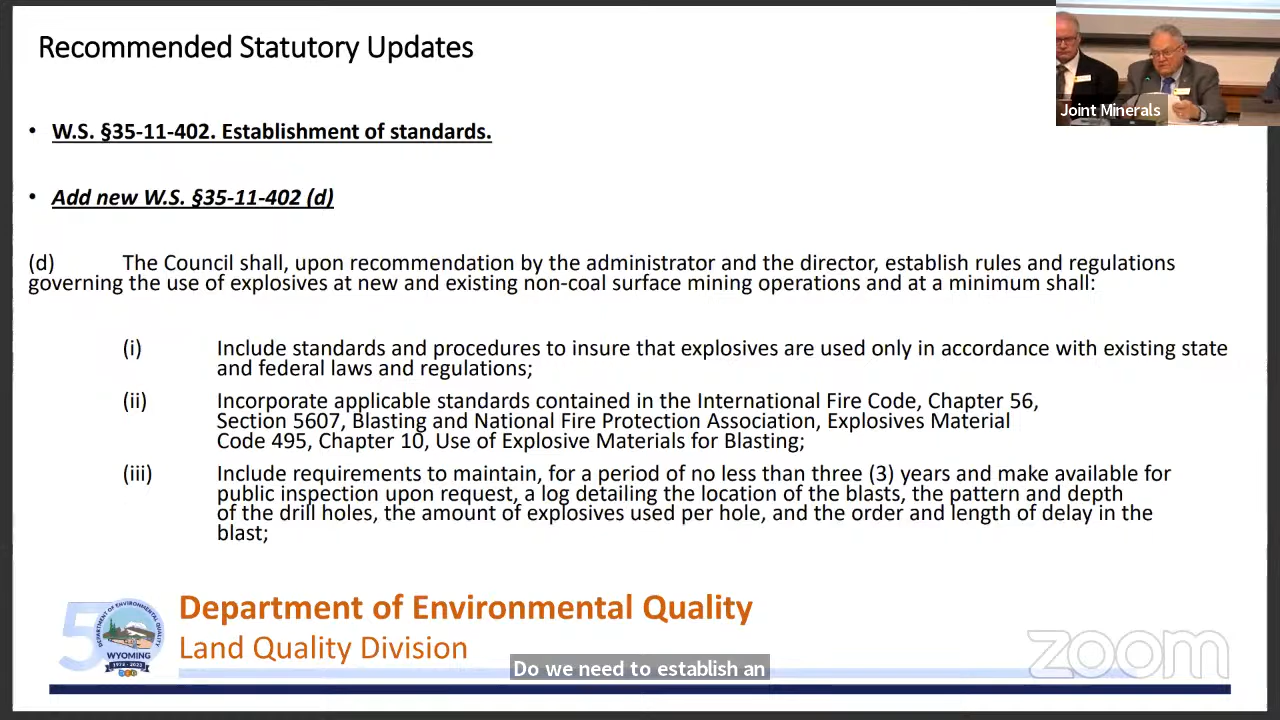 Recommended Statutory Updates
Joint Minerals
• W.S. §35-11-402. Establishment of standards.
• Add new W.S. §35-11-402 (d)
(d) The Council shall, upon recommendation by the administrator and the director, establish rules and regulations
governing the use of explosives at new and existing non-coal surface mining operations and at a minimum shall:
(i) Include standards and procedures to insure that explosives are used only in accordance with existing state
and federal laws and regulations;
(ii) Incorporate applicable standards contained in the International Fire Code, Chapter 56,
Section 5607, Blasting and National Fire Protection Association, Explosives Material
Code 495, Chapter 10, Use of Explosive Materials for Blasting;
(iii) Include requirements to maintain, for a period of no less than three (3) years and make available for
public inspection upon request, a log detailing the location of the blasts, the pattern and depth
of the drill holes, the amount of explosives used per hole, and the order and length of delay in the
blast;
5
DEPARTMENT OF ENVIRONMENTAL QUALITY
WYOMING
1973 - 2023
Department of Environmental Quality
Land Quality Division
Do we need to establish an
zoom